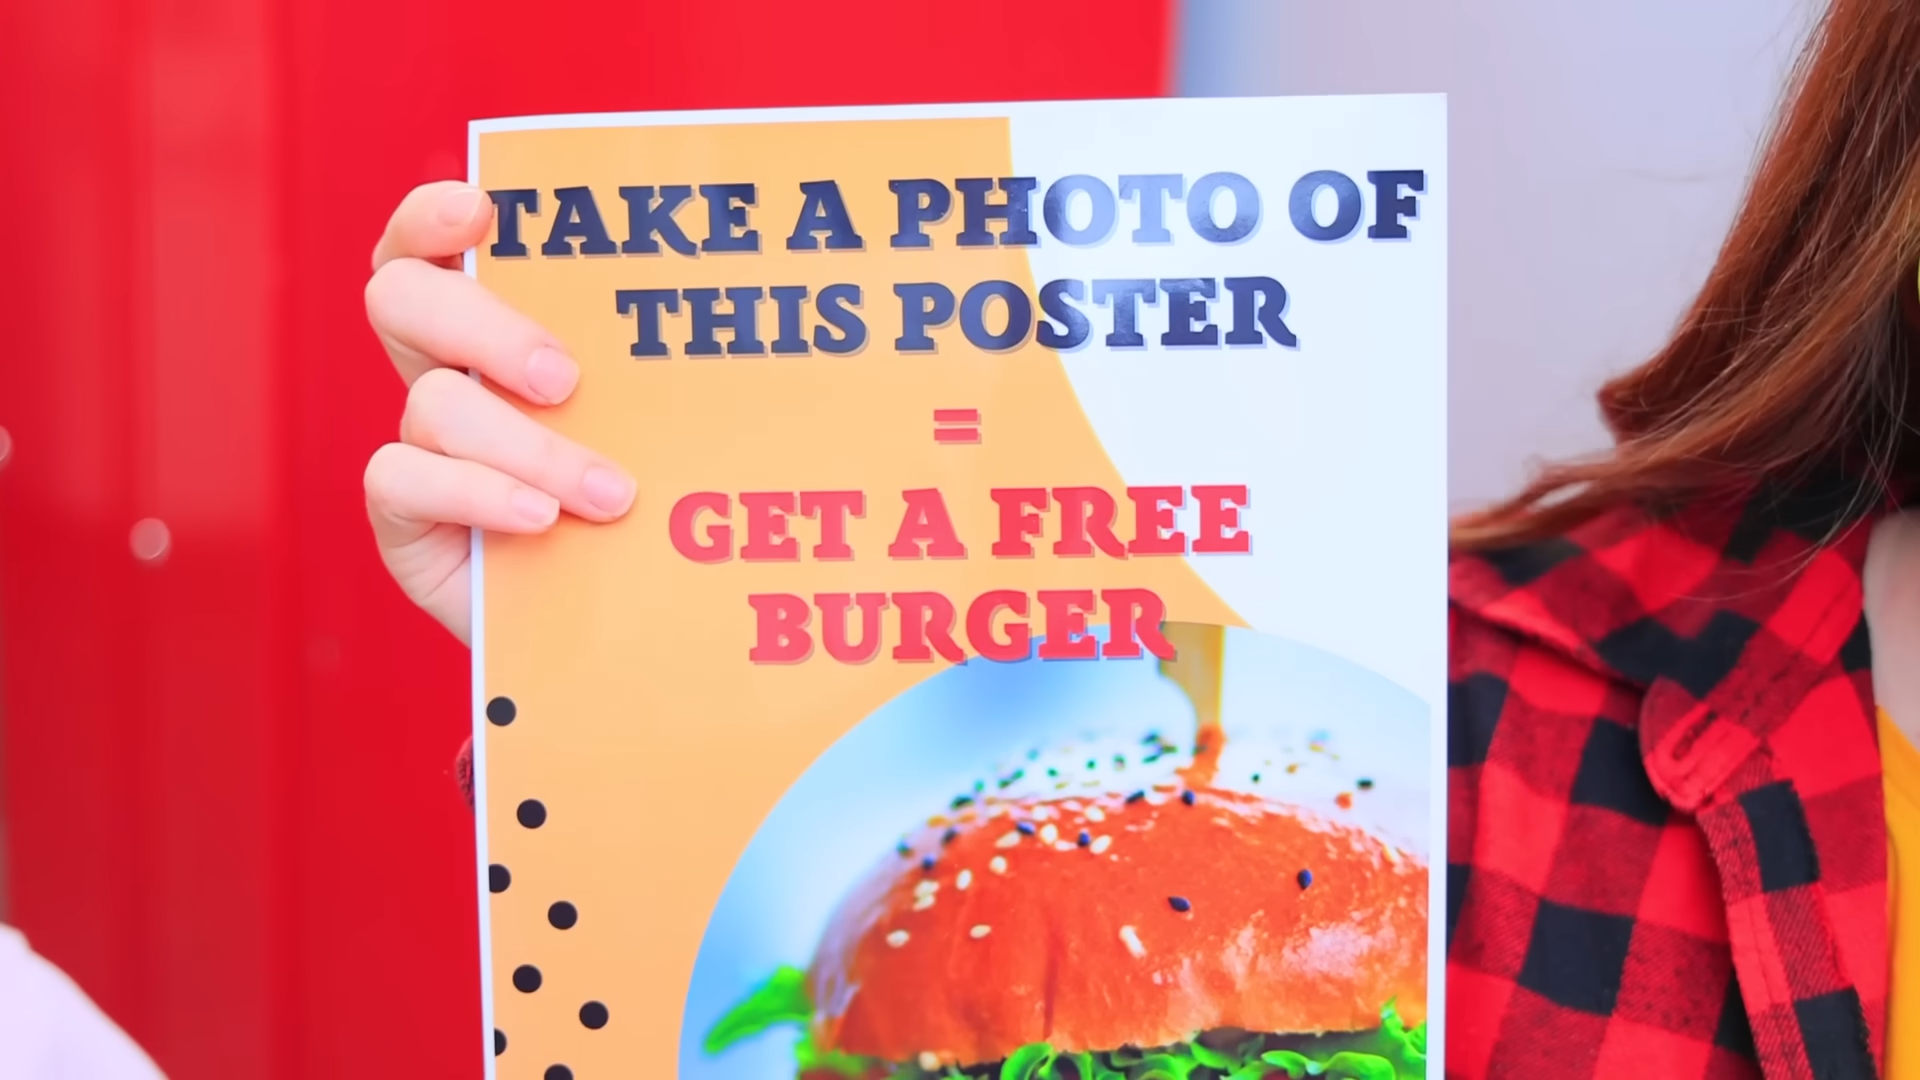 TAKE A PHOTO OF
THIS POSTER
=
GET A FREE
BURGER